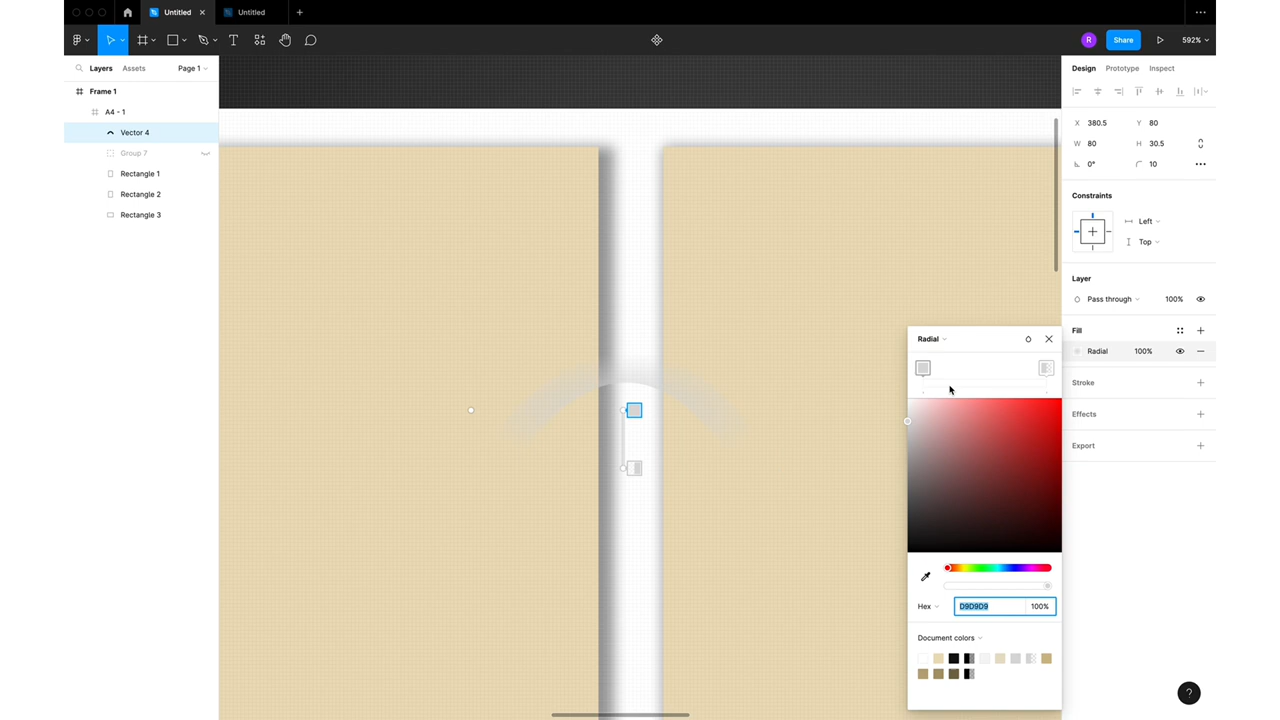 Untitled
Untitled
R
Share
592%
Layers
Assets
Page 1
Design
Prototype
Inspect
Frame 1
A4 - 1
Vector 4
Group 7
Rectangle 1
Rectangle 2
Rectangle 3
X 380.5 Y 80
W 80 H 30.5
0° 10
Constraints
Left
Top
Layer
Pass through 100%
Fill
Radial 100%
Stroke
Effects
Export
Radial
Hex D9D9D9 100%
Document colors
?